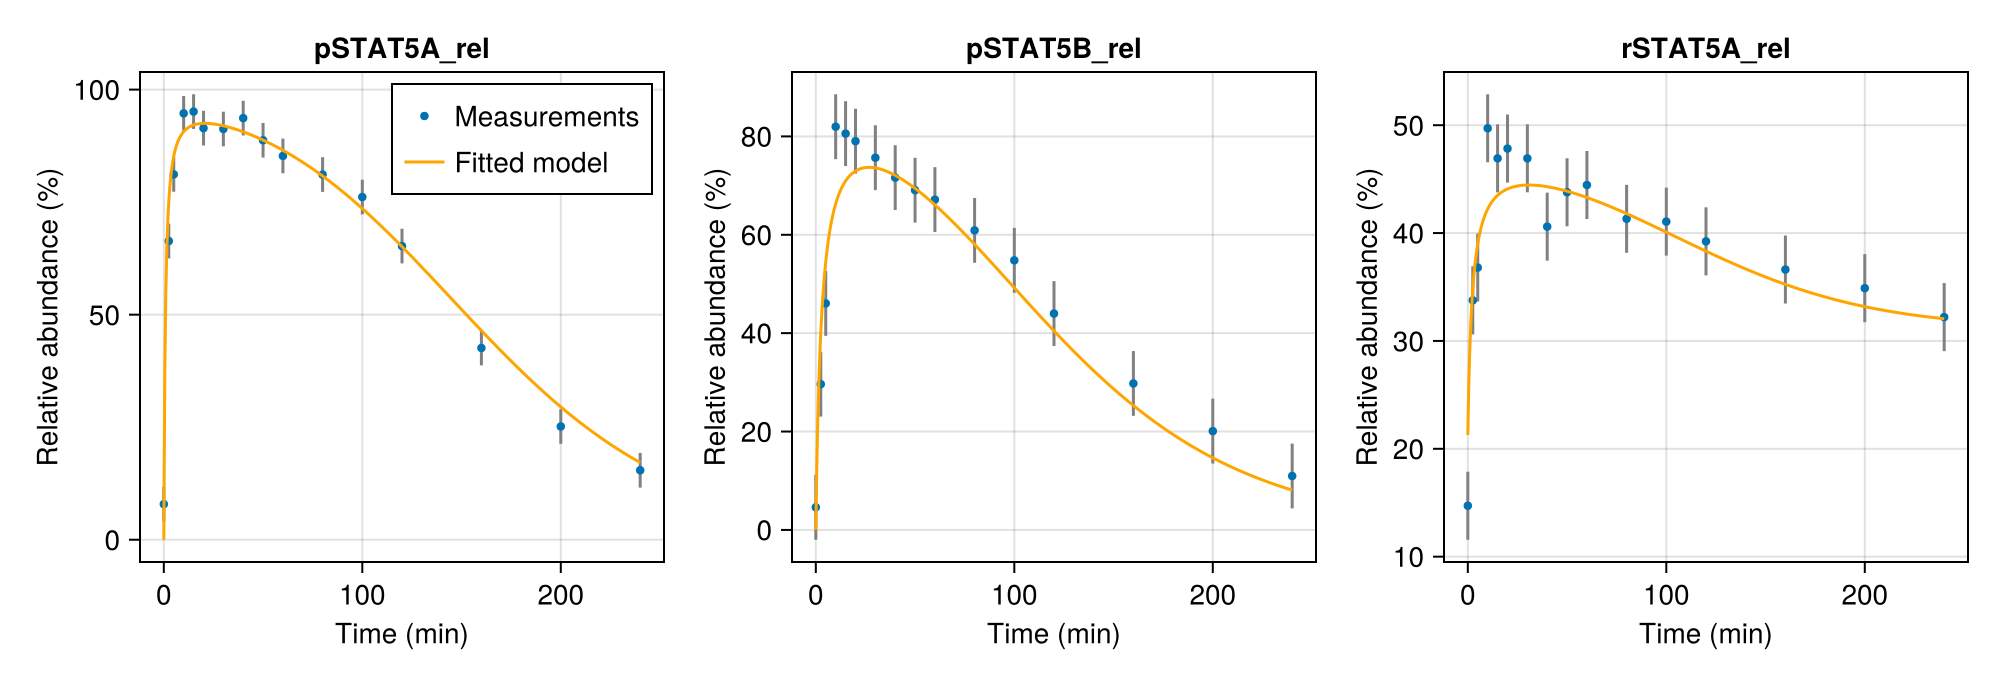 pSTAT5A_rel
Relative abundance (%)
100
50
0
Measurements
Fitted model
0 100 200
Time (min)
pSTAT5B_rel
Relative abundance (%)
80
60
40
20
0
0 100 200
Time (min)
rSTAT5A_rel
Relative abundance (%)
50
40
30
20
10
0 100 200
Time (min)